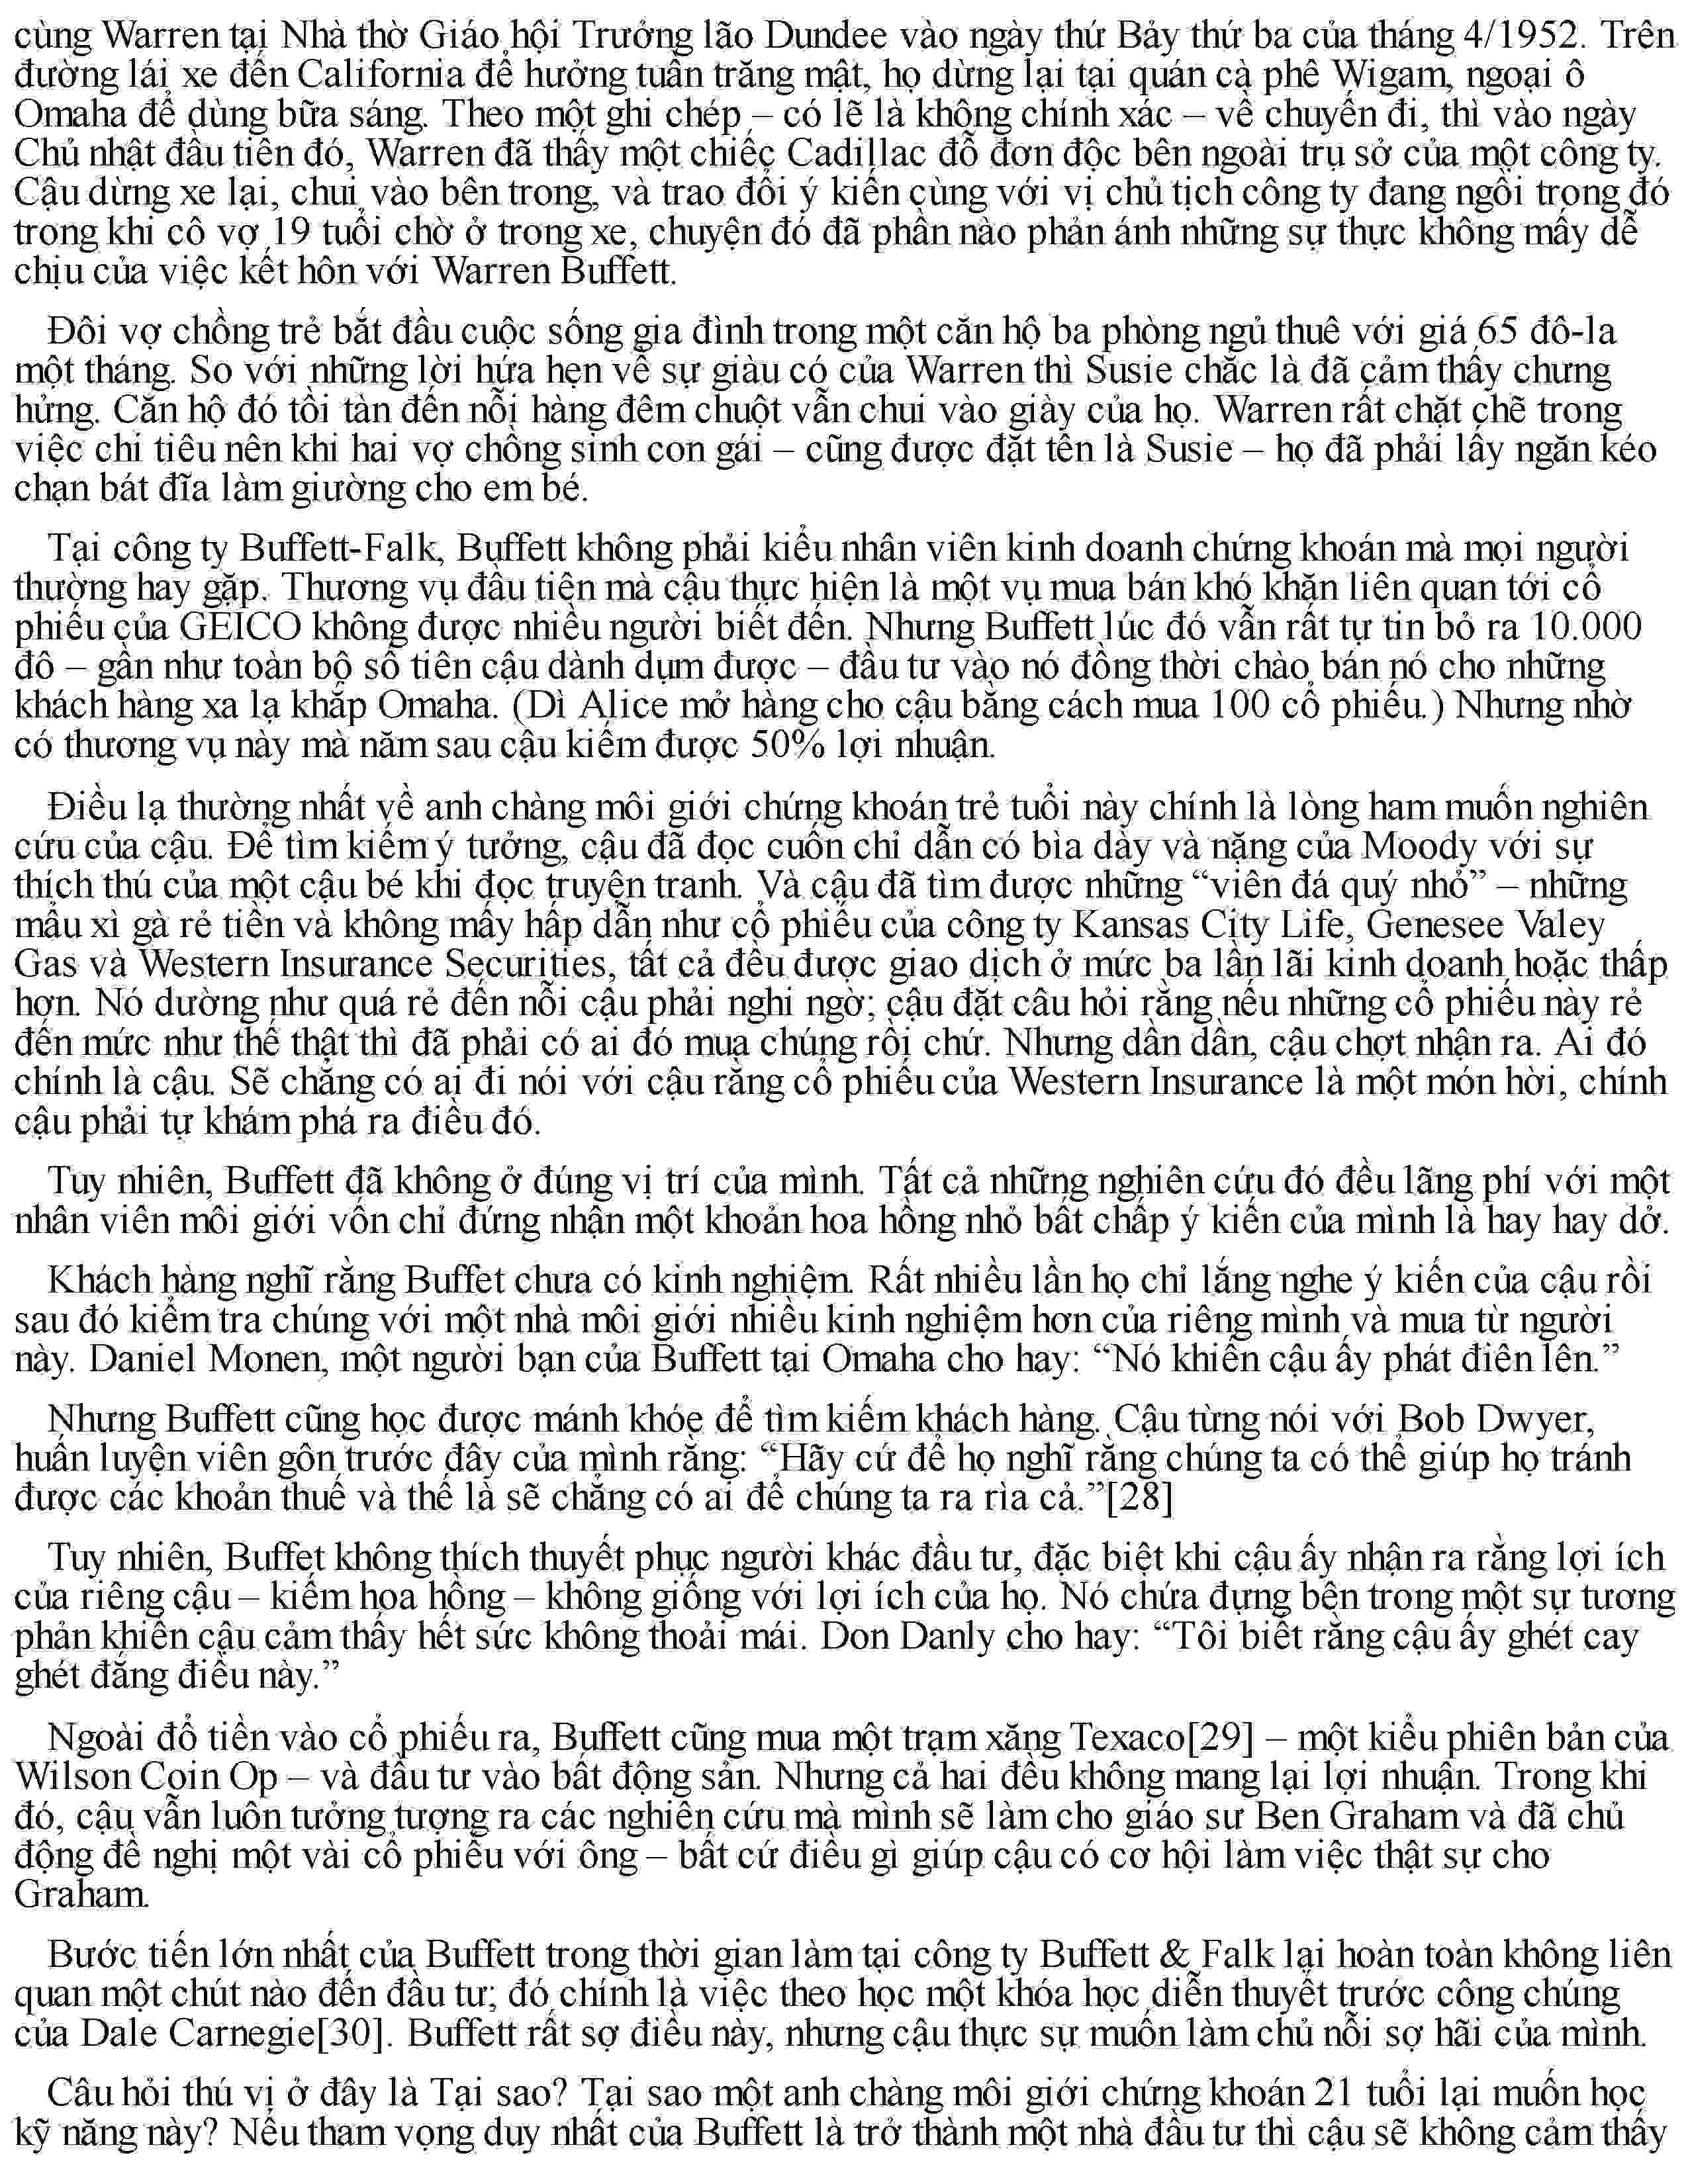 cùng Warren tại Nhà thờ Giáo hội Trưởng lão Dundee vào ngày thứ Bảy thứ ba của tháng 4/1952. Trên
đường lái xe đến California để hưởng tuần trăng mật, họ dừng lại tại quán cà phê Wigam, ngoại ô
Omaha để dùng bữa sáng. Theo một ghi chép – có lẽ là không chính xác – về chuyến đi, thì vào ngày
Chủ nhật đầu tiên đó, Warren đã thấy một chiếc Cadillac đỗ đơn độc bên ngoài trụ sở của một công ty.
Cậu dừng xe lại, chui vào bên trong, và trao đổi ý kiến cùng với vị chủ tịch công ty đang ngồi trong đó
trong khi cô vợ 19 tuổi chờ ở trong xe, chuyện đó đã phần nào phản ánh những sự thực không mấy dễ
chịu của việc kết hôn với Warren Buffett.
Đôi vợ chồng trẻ bắt đầu cuộc sống gia đình trong một căn hộ ba phòng ngủ thuê với giá 65 đô-la
một tháng. So với những lời hứa hẹn về sự giàu có của Warren thì Susie chắc là đã cảm thấy chưng
hửng. Căn hộ đó tồi tàn đến nỗi hàng đêm chuột vẫn chui vào giày của họ. Warren rất chặt chẽ trong
việc chi tiêu nên khi hai vợ chồng sinh con gái – cũng được đặt tên là Susie – họ đã phải lấy ngăn kéo
chạn bát đĩa làm giường cho em bé.
Tại công ty Buffett-Falk, Buffett không phải kiểu nhân viên kinh doanh chứng khoán mà mọi người
thường hay gặp. Thương vụ đầu tiên mà cậu thực hiện là một vụ mua bán khó khăn liên quan tới cổ
phiếu của GEICO không được nhiều người biết đến. Nhưng Buffett lúc đó vẫn rất tự tin bỏ ra 10.000
đô – gần như toàn bộ số tiền cậu dành dụm được – đầu tư vào nó đồng thời chào bán nó cho những
khách hàng xa lạ khắp Omaha. (Dì Alice mở hàng cho cậu bằng cách mua 100 cổ phiếu.) Nhưng nhờ
có thương vụ này mà năm sau cậu kiếm được 50% lợi nhuận.
Điều lạ thường nhất về anh chàng môi giới chứng khoán trẻ tuổi này chính là lòng ham muốn nghiên
cứu của cậu. Để tìm kiếm ý tưởng, cậu đã đọc cuốn chỉ dẫn có bìa dày và nặng của Moody với sự
thích thú của một cậu bé khi đọc truyện tranh. Và cậu đã tìm được những “viên đá quý nhỏ” – những
mẩu xì gà rẻ tiền và không mấy hấp dẫn như cổ phiếu của công ty Kansas City Life, Genesee Valey
Gas và Western Insurance Securities, tất cả đều được giao dịch ở mức ba lần lãi kinh doanh hoặc thấp
hơn. Nó dường như quá rẻ đến nỗi cậu phải nghi ngờ; cậu đặt câu hỏi rằng nếu những cổ phiếu này rẻ
đến mức như thế thật thì đã phải có ai đó mua chúng rồi chứ. Nhưng dần dần, cậu chợt nhận ra. Ai đó
chính là cậu. Sẽ chẳng có ai đi nói với cậu rằng cổ phiếu của Western Insurance là một món hời, chính
cậu phải tự khám phá ra điều đó.
Tuy nhiên, Buffett đã không ở đúng vị trí của mình. Tất cả những nghiên cứu đó đều lãng phí với một
nhân viên môi giới vốn chỉ đứng nhận một khoản hoa hồng nhỏ bất chấp ý kiến của mình là hay hay dở.
Khách hàng nghĩ rằng Buffet chưa có kinh nghiệm. Rất nhiều lần họ chỉ lắng nghe ý kiến của cậu rồi
sau đó kiểm tra chúng với một nhà môi giới nhiều kinh nghiệm hơn của riêng mình và mua từ người
này. Daniel Monen, một người bạn của Buffett tại Omaha cho hay: “Nó khiến cậu ấy phát điên lên.”
Nhưng Buffett cũng học được mánh khóe để tìm kiếm khách hàng. Cậu từng nói với Bob Dwyer,
huấn luyện viên gôn trước đây của mình rằng: “Hãy cứ để họ nghĩ rằng chúng ta có thể giúp họ tránh
được các khoản thuế và thế là sẽ chẳng có ai để chúng ta ra rìa cả.”[28]
Tuy nhiên, Buffet không thích thuyết phục người khác đầu tư, đặc biệt khi cậu ấy nhận ra rằng lợi ích
của riêng cậu – kiếm hoa hồng – không giống với lợi ích của họ. Nó chứa đựng bên trong một sự tương
phản khiến cậu cảm thấy hết sức không thoải mái. Don Danly cho hay: “Tôi biết rằng cậu ấy ghét cay
ghét đắng điều này.”
Ngoài đổ tiền vào cổ phiếu ra, Buffett cũng mua một trạm xăng Texaco[29] – một kiểu phiên bản của
Wilson Coin Op – và đầu tư vào bất động sản. Nhưng cả hai đều không mang lại lợi nhuận. Trong khi
đó, cậu vẫn luôn tưởng tượng ra các nghiên cứu mà mình sẽ làm cho giáo sư Ben Graham và đã chủ
động đề nghị một vài cổ phiếu với ông – bất cứ điều gì giúp cậu có cơ hội làm việc thật sự cho
Graham.
Bước tiến lớn nhất của Buffett trong thời gian làm tại công ty Buffett & Falk lại hoàn toàn không liên
quan một chút nào đến đầu tư; đó chính là việc theo học một khóa học diễn thuyết trước công chúng
của Dale Carnegie[30]. Buffett rất sợ điều này, nhưng cậu thực sự muốn làm chủ nỗi sợ hãi của mình.
Câu hỏi thú vị ở đây là Tại sao? Tại sao một anh chàng môi giới chứng khoán 21 tuổi lại muốn học
kỹ năng này? Nếu tham vọng duy nhất của Buffett là trở thành một nhà đầu tư thì cậu sẽ không cảm thấy